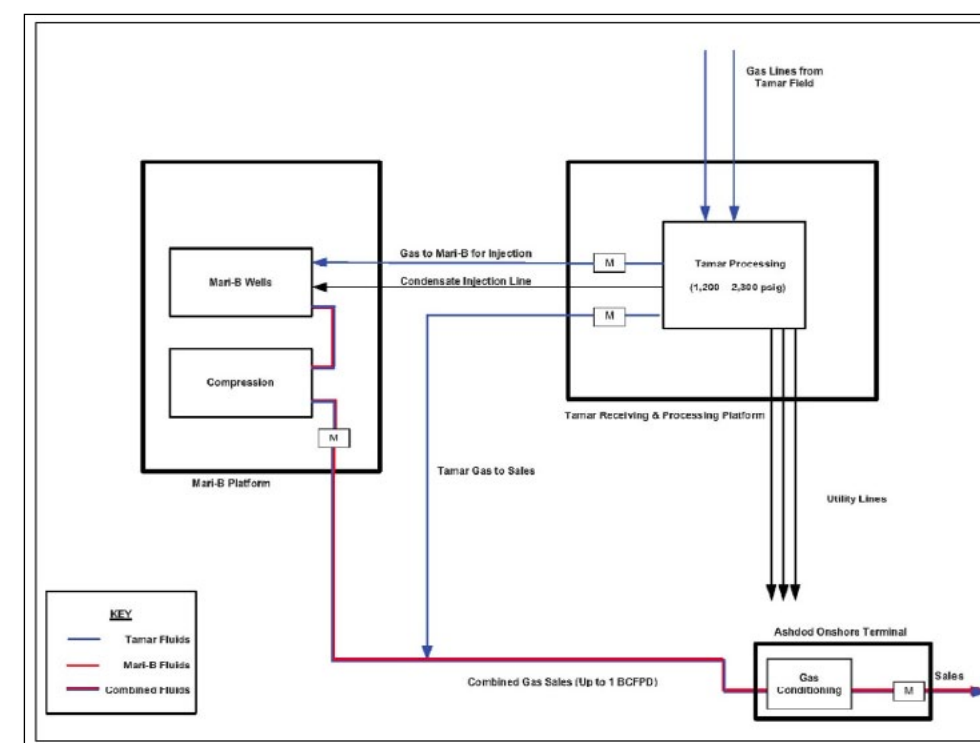 Gas Lines from
Tamar Field
Gas to Mari-B for Injection
M
Tamar Processing
(1,200 2,300 psig)
Mari-B Wells
Condensate Injection Line
M
Compression
Tamar Receiving & Processing Platform
M
Tamar Gas to Sales
Mari-B Platform
Utility Lines
KEY
Tamar Fluids
Mari-B Fluids
Combined Fluids
Ashdod Onshore Terminal
Combined Gas Sales (Up to 1 BCFPD)
Gas
Conditioning
M
Sales